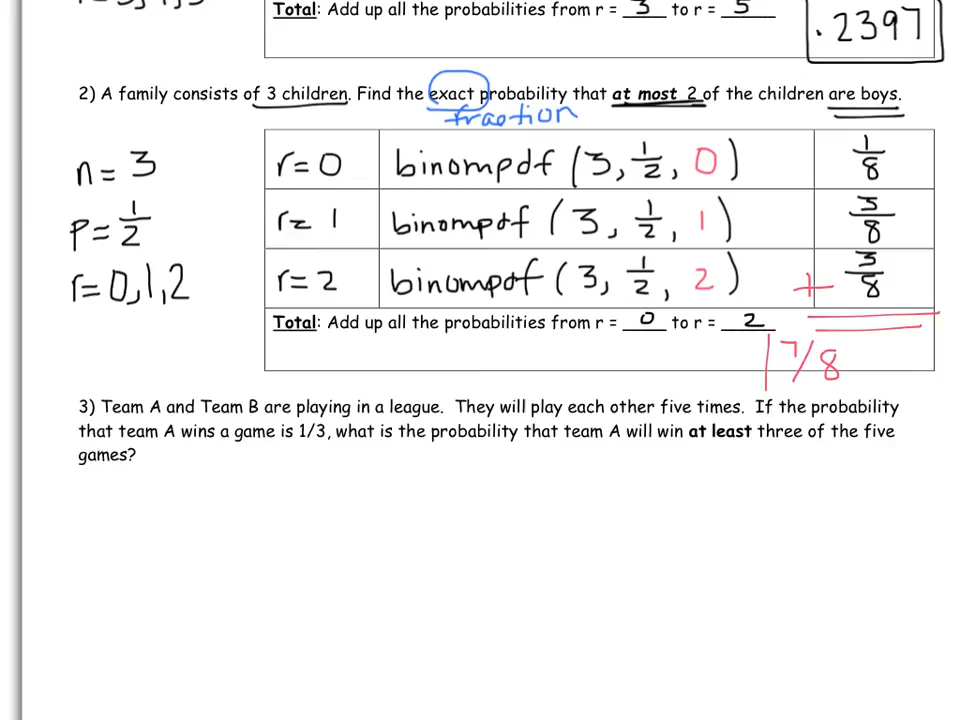 Total: Add up all the probabilities from r = 3 to r = 5
.2397
2) A family consists of 3 children. Find the exact probability that at most 2 of the children are boys.
fraction
n = 3
p = 1/2
r = 0, 1, 2
r = 0 binompdf (3, 1/2, 0) 1/8
r = 1 binompdf (3, 1/2, 1) 3/8
r = 2 binompdf (3, 1/2, 2) + 3/8
Total: Add up all the probabilities from r = 0 to r = 2
7/8
3) Team A and Team B are playing in a league. They will play each other five times. If the probability
that team A wins a game is 1/3, what is the probability that team A will win at least three of the five
games?